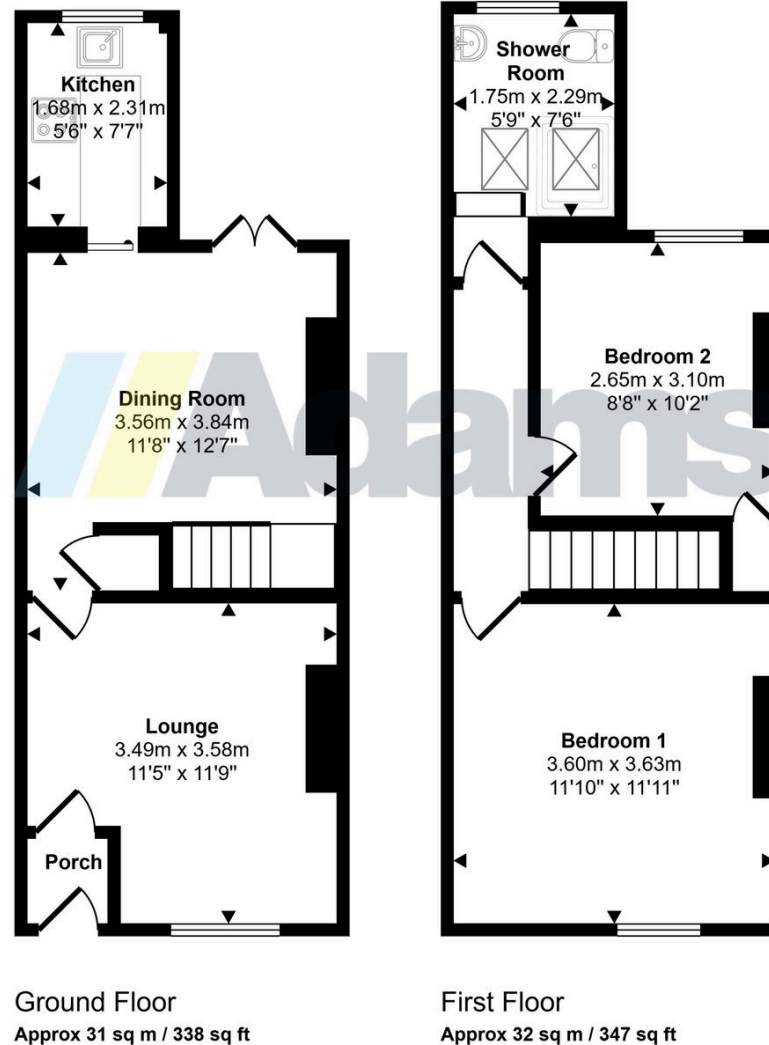 Kitchen
1.68m x 2.31m
5'6" x 7'7"
Dining Room
3.56m x 3.84m
11'8" x 12'7"
Lounge
3.49m x 3.58m
11'5" x 11'9"
Porch
Ground Floor
Approx 31 sq m / 338 sq ft
Shower
Room
1.75m x 2.29m
5'9" x 7'6"
Bedroom 2
2.65m x 3.10m
8'8" x 10'2"
Bedroom 1
3.60m x 3.63m
11'10" x 11'11"
First Floor
Approx 32 sq m / 347 sq ft
Adams